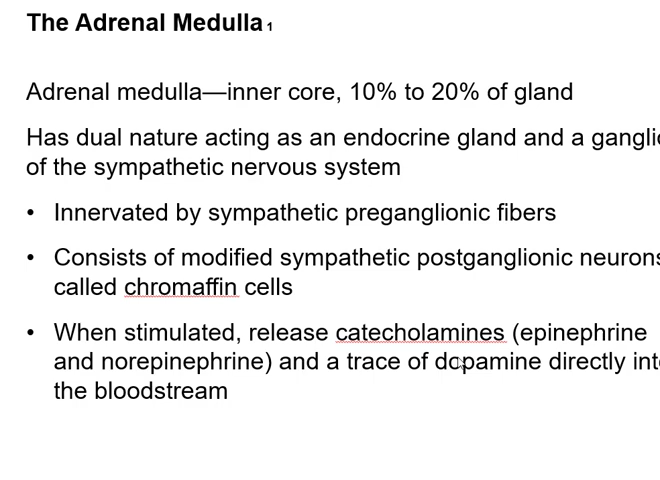 The Adrenal Medulla 1
Adrenal medulla—inner core, 10% to 20% of gland
Has dual nature acting as an endocrine gland and a ganglio
of the sympathetic nervous system
• Innervated by sympathetic preganglionic fibers
• Consists of modified sympathetic postganglionic neurons
called chromaffin cells
• When stimulated, release catecholamines (epinephrine
and norepinephrine) and a trace of dopamine directly into
the bloodstream